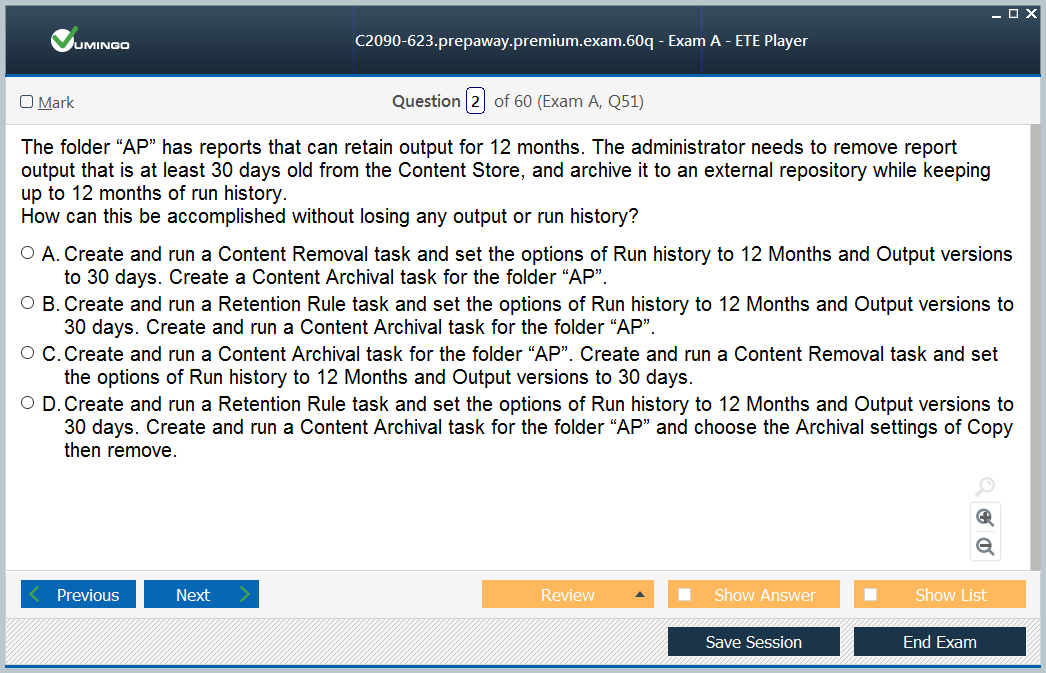 VUMINGO
C2090-623.prepaway.premium.exam.60q - Exam A - ETE Player
Mark
Question 2 of 60 (Exam A, Q51)
The folder “AP” has reports that can retain output for 12 months. The administrator needs to remove report
output that is at least 30 days old from the Content Store, and archive it to an external repository while keeping
up to 12 months of run history.
How can this be accomplished without losing any output or run history?
A. Create and run a Content Removal task and set the options of Run history to 12 Months and Output versions
to 30 days. Create a Content Archival task for the folder “AP”.
B. Create and run a Retention Rule task and set the options of Run history to 12 Months and Output versions to
30 days. Create and run a Content Archival task for the folder “AP”.
C. Create and run a Content Archival task for the folder “AP”. Create and run a Content Removal task and set
the options of Run history to 12 Months and Output versions to 30 days.
D. Create and run a Retention Rule task and set the options of Run history to 12 Months and Output versions to
30 days. Create and run a Content Archival task for the folder “AP” and choose the Archival settings of Copy
then remove.
Previous
Next
Review
Show Answer
Show List
Save Session
End Exam